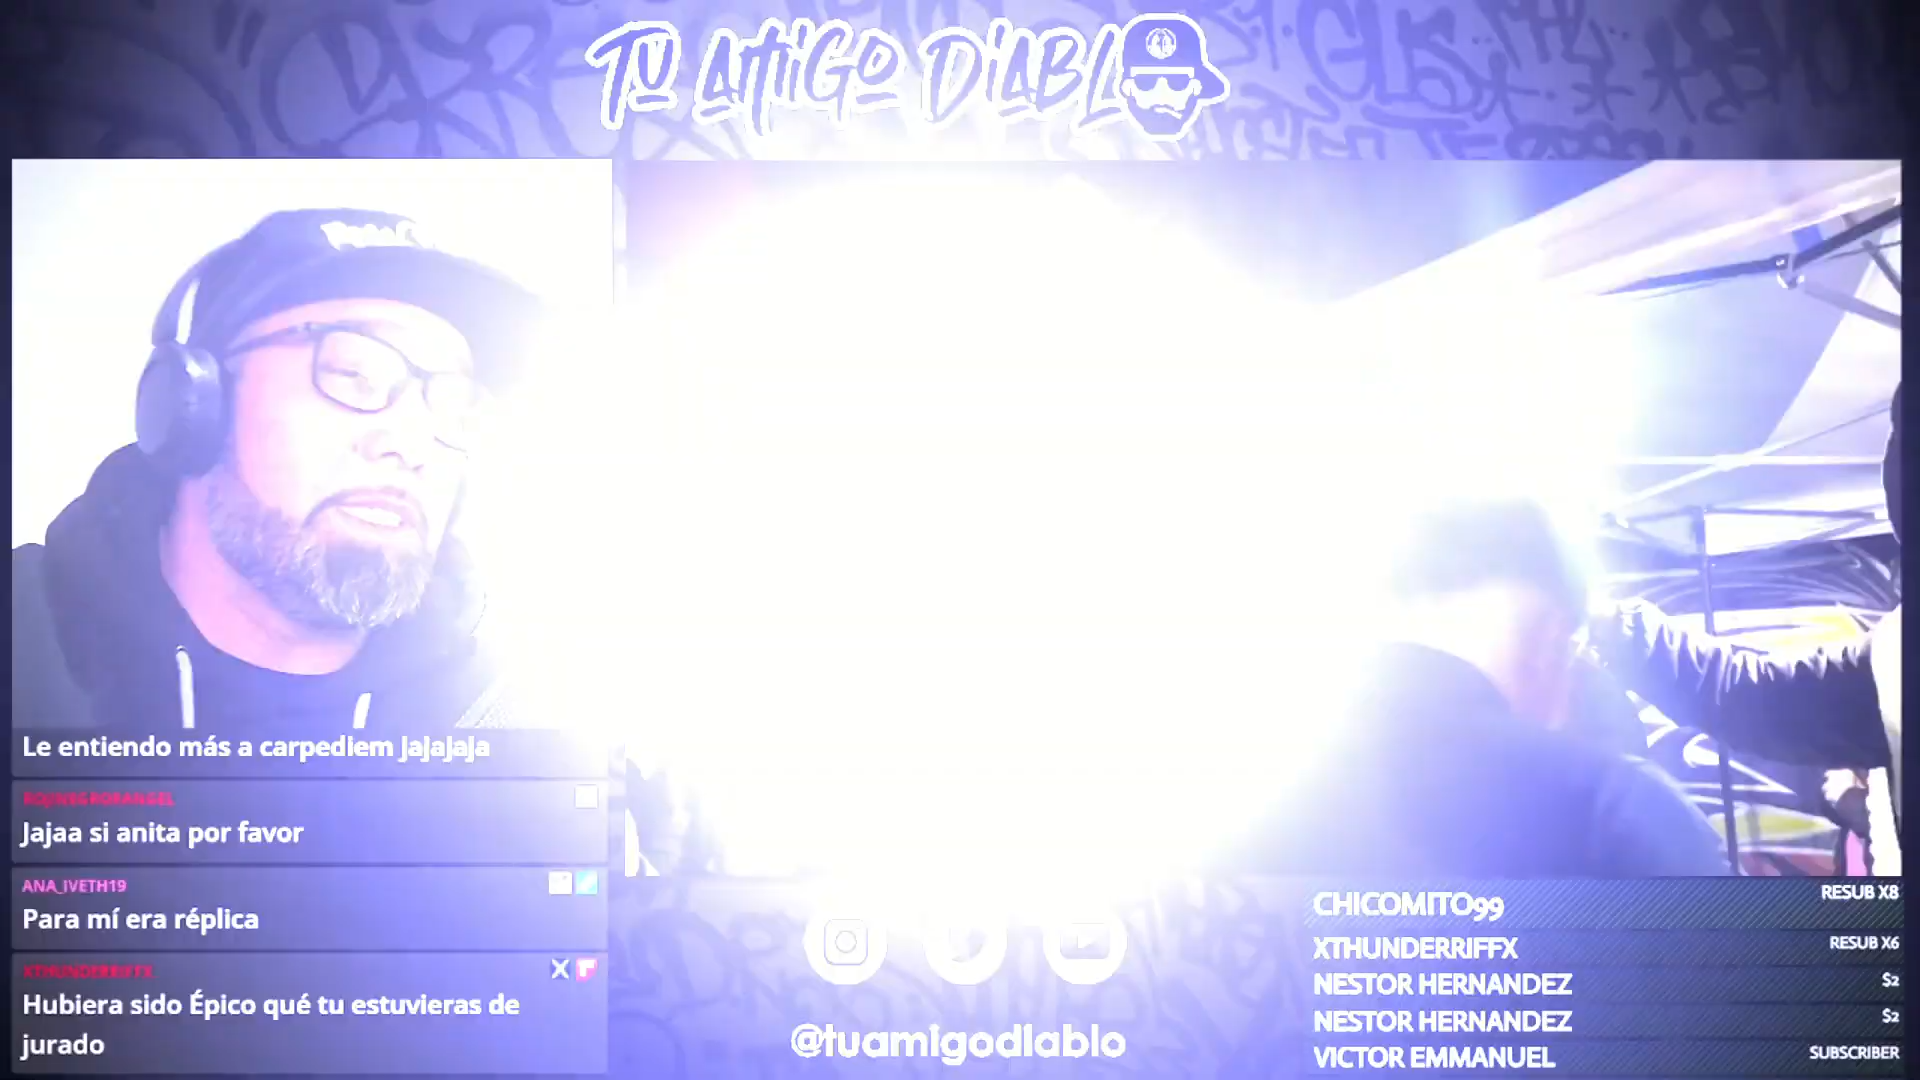 TU AMIGO DIABLO
Le entiendo más a carpediem Jajajaja
ROJINEGRORANGEL
Jajaa si anita por favor
ANA_IVETH19
Para mí era réplica
XTHUNDERRIFFX
Hubiera sido Épico qué tu estuvieras de
jurado
@tuamigodiablo
CHICOMITO99 RESUB X8
XTHUNDERRIFFX RESUB X6
NESTOR HERNANDEZ $2
NESTOR HERNANDEZ $2
VICTOR EMMANUEL SUBSCRIBER